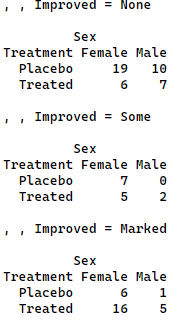 , , Improved = None
Sex
Treatment Female Male
Placebo 19 10
Treated 6 7
, , Improved = Some
Sex
Treatment Female Male
Placebo 7 0
Treated 5 2
, , Improved = Marked
Sex
Treatment Female Male
Placebo 6 1
Treated 16 5